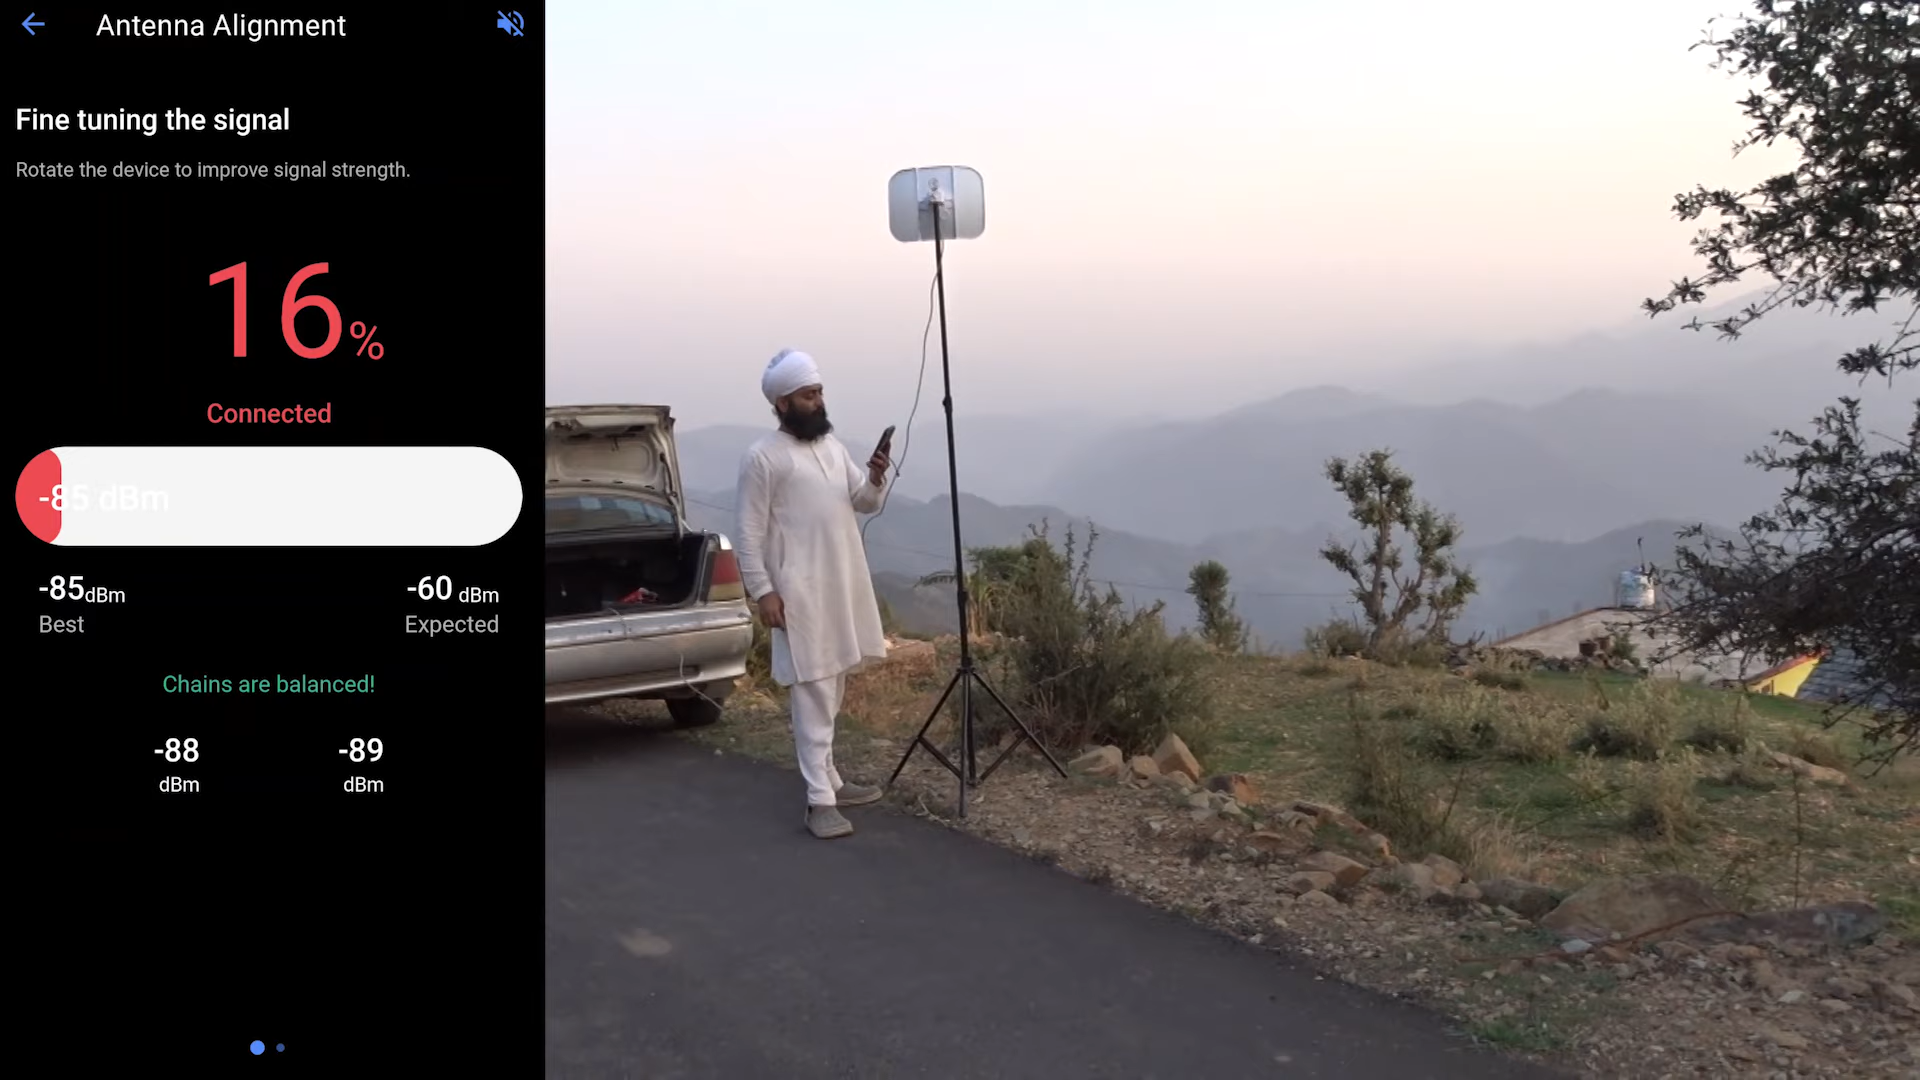 Antenna Alignment
Fine tuning the signal
Rotate the device to improve signal strength.
16%
Connected
-85 dBm
-85dBm -60 dBm
Best Expected
Chains are balanced!
-88 -89
dBm dBm